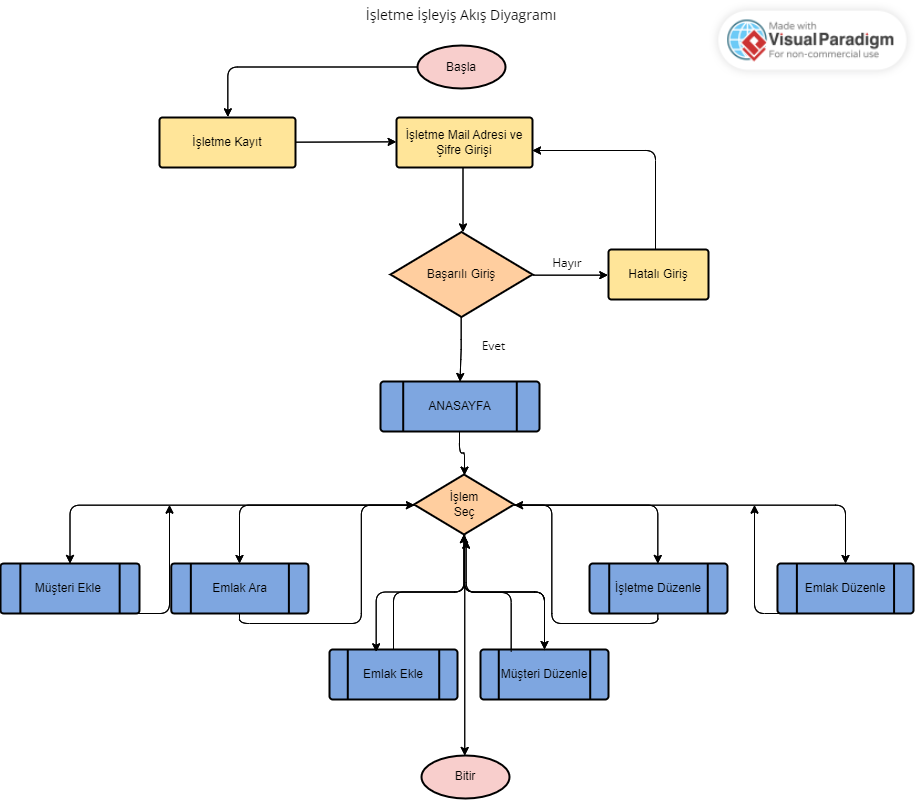 İşletme İşleyiş Akış Diyagramı
Made with
Visual Paradigm
For non-commercial use
Başla
İşletme Kayıt
İşletme Mail Adresi ve
Şifre Girişi
Başarılı Giriş
Hayır
Hatalı Giriş
Evet
ANASAYFA
İşlem
Seç
Müşteri Ekle
Emlak Ara
İşletme Düzenle
Emlak Düzenle
Emlak Ekle
Müşteri Düzenle
Bitir